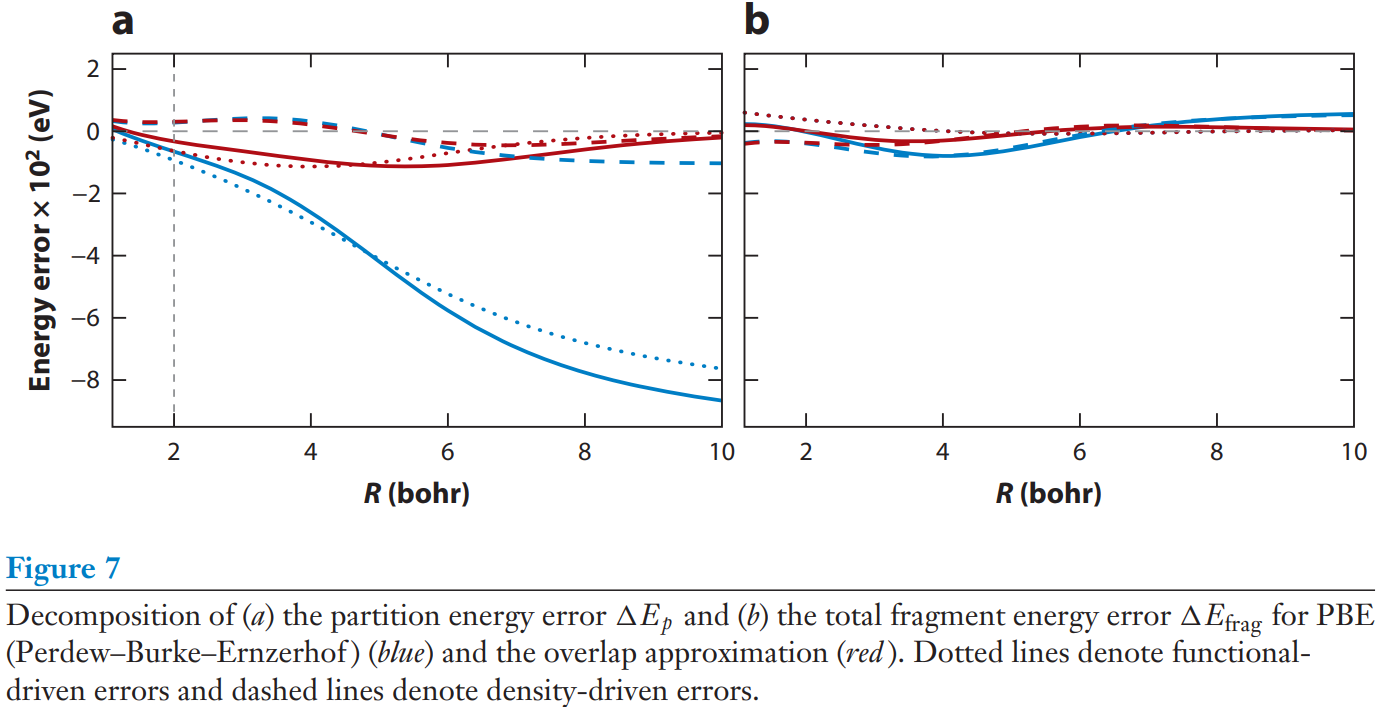 a
b
Energy error × 10² (eV)
2
0
−2
−4
−6
−8
2
4
6
8
10
2
4
6
8
10
R (bohr)
R (bohr)
Figure 7
Decomposition of (a) the partition energy error ΔEₚ and (b) the total fragment energy error ΔE_frag for PBE
(Perdew–Burke–Ernzerhof) (blue) and the overlap approximation (red). Dotted lines denote functional-
driven errors and dashed lines denote density-driven errors.